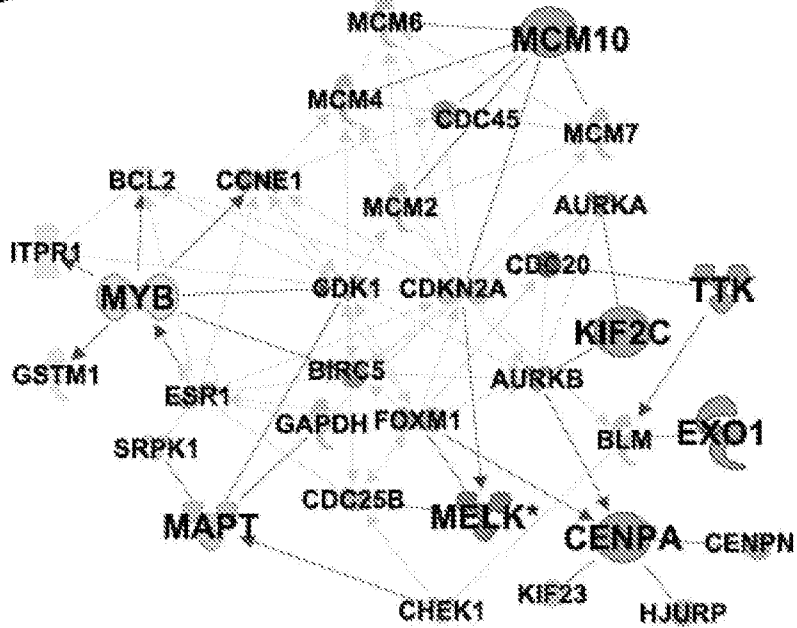 MCM6
MCM10
MCM4
CDC45
MCM7
BCL2
CCNE1
MCM2
AURKA
ITPR1
MYB
CDK1
CDKN2A
CDC20
TTK
KIF2C
GSTM1
ESR1
BIRC5
AURKB
GAPDH
FOXM1
SRPK1
BLM
EXO1
MAPT
CDC25B
MELK*
CENPA
CENPN
KIF23
CHEK1
HJURP